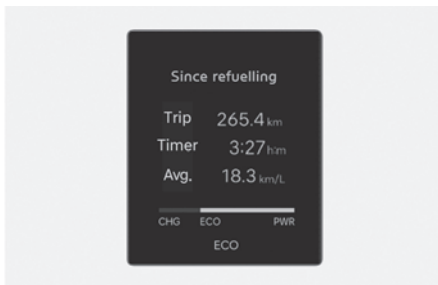 Since refuelling
Trip 265.4 km
Timer 3:27 h:m
Avg. 18.3 km/L
CHG ECO PWR
ECO